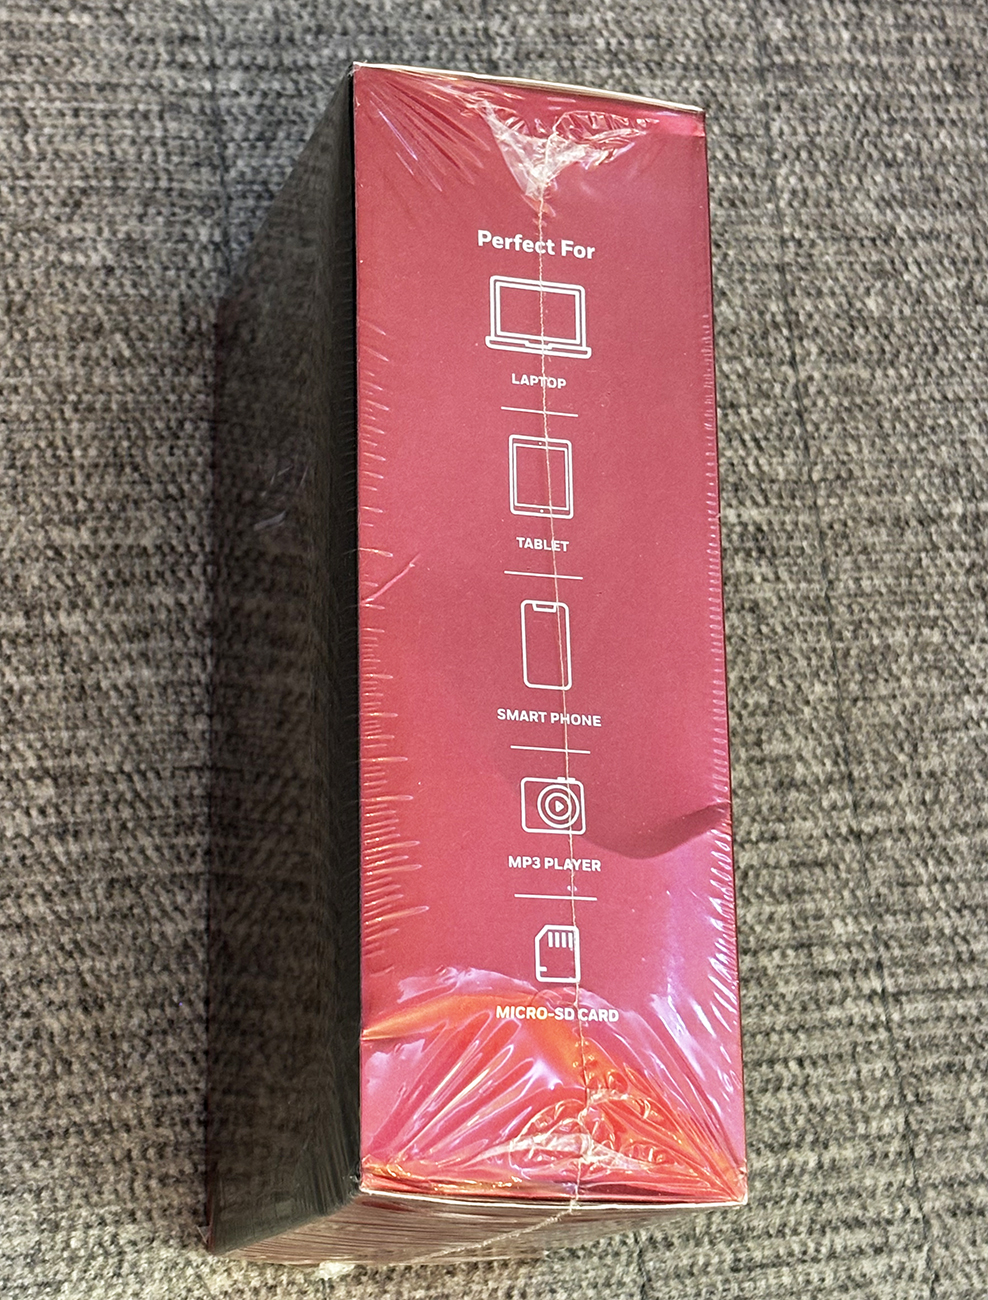 Perfect For
LAPTOP
TABLET
SMART PHONE
MP3 PLAYER
MICRO-SD CARD